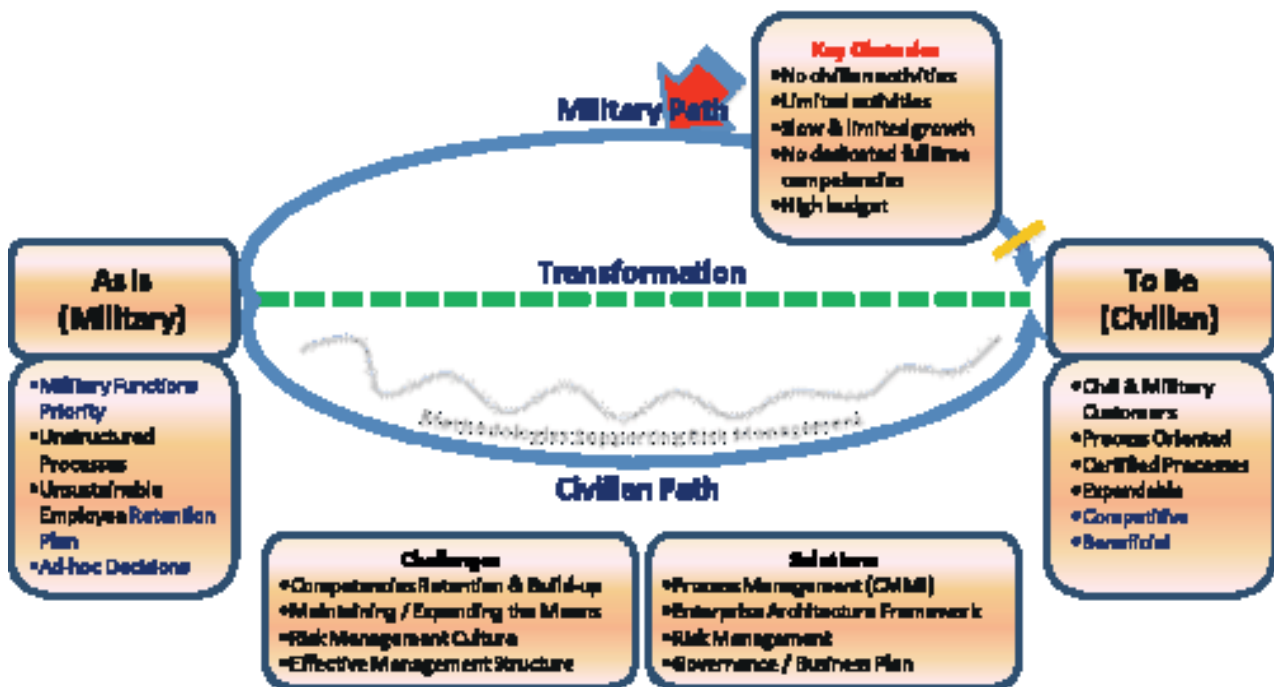 Key Obstacles
•No civilian activities
•Limited activities
•Slow & limited growth
•No dedicated full time
competencies
•High budget
Military Path
As Is
(Military)
Transformation
To Be
(Civilian)
•Military Functions
Priority
•Unstructured
Processes
•Unsustainable
Employee Retention
Plan
•Ad-hoc Decisions
Methodologies Supporting Risk Management
Civilian Path
•Civil & Military
Customers
•Process Oriented
•Certified Processes
•Expandable
•Competitive
•Beneficial
Challenges
•Competencies Retention & Build-up
•Maintaining / Expanding the Means
•Risk Management Culture
•Effective Management Structure
Solutions
•Process Management (CMMI)
•Enterprise Architecture Framework
•Risk Management
•Governance / Business Plan